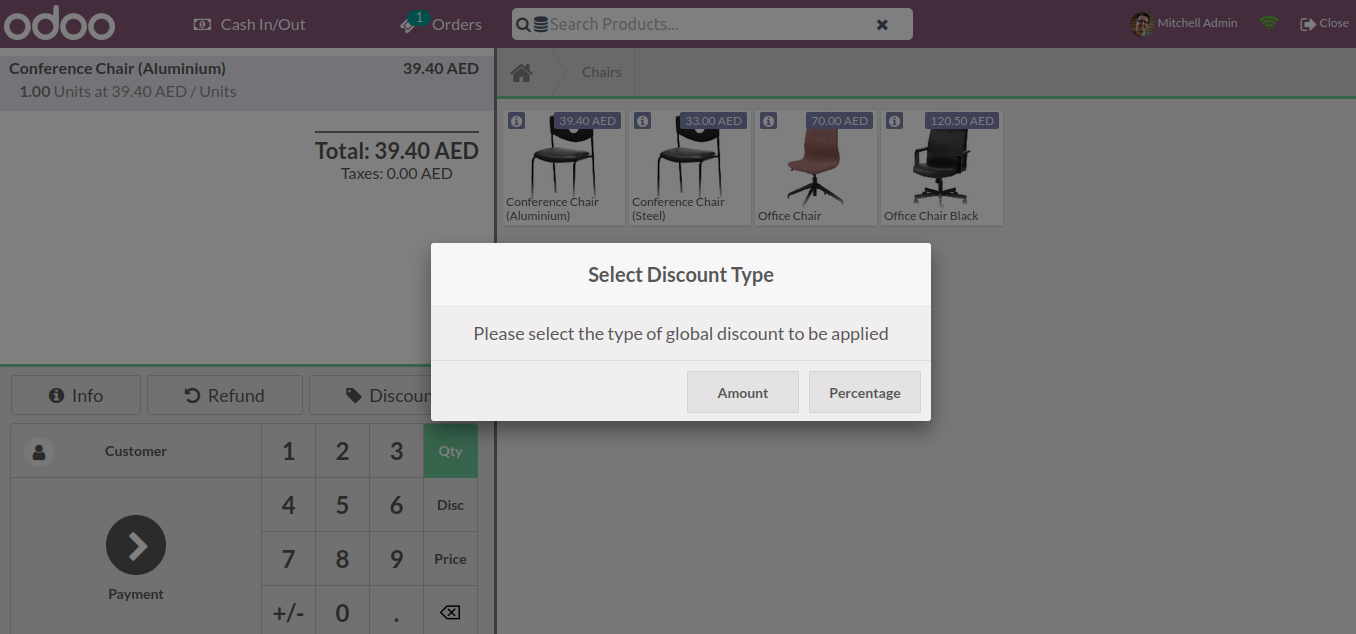 odoo
Cash In/Out
1
Orders
Search Products...
Mitchell Admin
Close
Conference Chair (Aluminium) 39.40 AED
1.00 Units at 39.40 AED / Units
Total: 39.40 AED
Taxes: 0.00 AED
Chairs
39.40 AED
Conference Chair
(Aluminium)
33.00 AED
Conference Chair
(Steel)
70.00 AED
Office Chair
120.50 AED
Office Chair Black
Select Discount Type
Please select the type of global discount to be applied
Amount
Percentage
Info
Refund
Discoun
Customer
Payment
1 2 3 Qty
4 5 6 Disc
7 8 9 Price
+/- 0 .